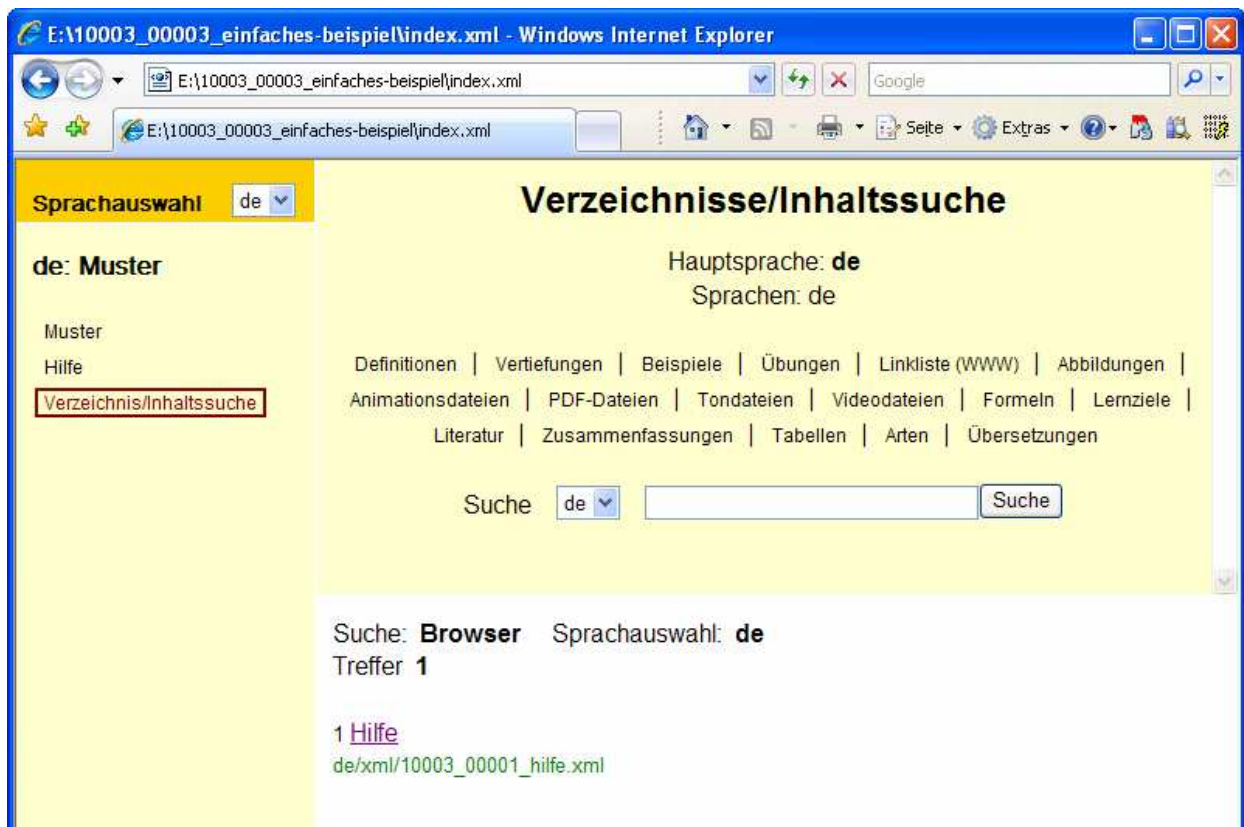 E:\10003_00003_einfaches-beispiel\index.xml - Windows Internet Explorer
E:\10003_00003_einfaches-beispiel\index.xml
Google
E:\10003_00003_einfaches-beispiel\index.xml
Seite
Extras
Sprachauswahl de
de: Muster
Muster
Hilfe
Verzeichnis/Inhaltssuche
Verzeichnisse/Inhaltssuche
Hauptsprache: de
Sprachen: de
Definitionen | Vertiefungen | Beispiele | Übungen | Linkliste (WWW) | Abbildungen |
Animationsdateien | PDF-Dateien | Tondateien | Videodateien | Formeln | Lernziele |
Literatur | Zusammenfassungen | Tabellen | Arten | Übersetzungen
Suche de Suche
Suche: Browser Sprachauswahl: de
Treffer 1
1 Hilfe
de/xml/10003_00001_hilfe.xml